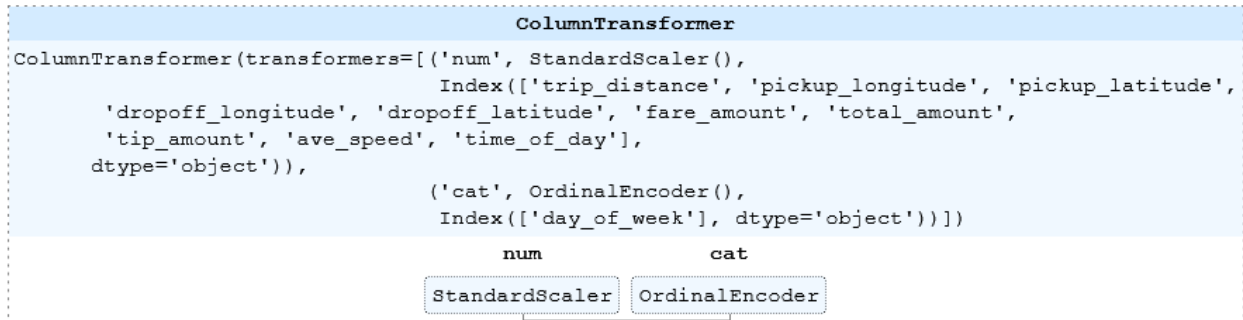 ColumnTransformer
ColumnTransformer(transformers=[('num', StandardScaler(),
Index(['trip_distance', 'pickup_longitude', 'pickup_latitude',
'dropoff_longitude', 'dropoff_latitude', 'fare_amount', 'total_amount',
'tip_amount', 'ave_speed', 'time_of_day'],
dtype='object')),
('cat', OrdinalEncoder(),
Index(['day_of_week'], dtype='object'))])
num cat
StandardScaler OrdinalEncoder